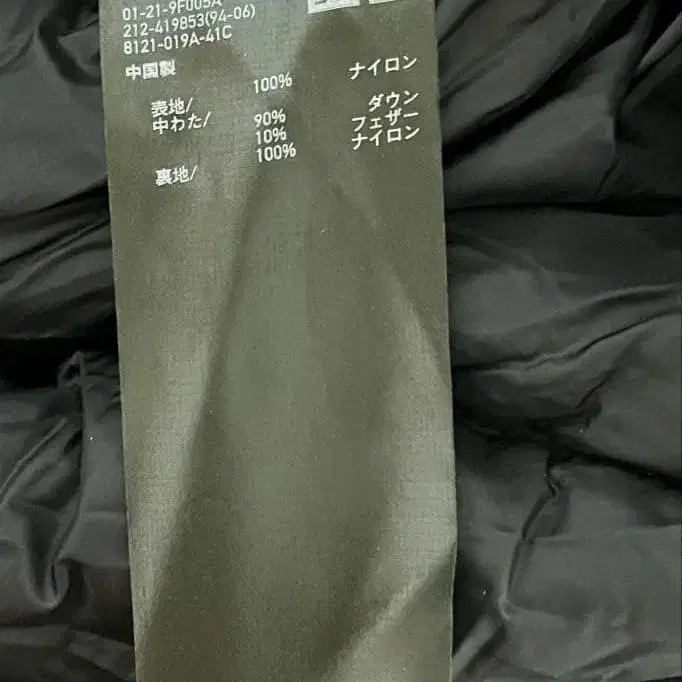 01-21-9F005A
212-419853(94-06)
8121-019A-41C
中国製
表地/ 100% ナイロン
中わた/ 90% ダウン
10% フェザー
裏地/ 100% ナイロン